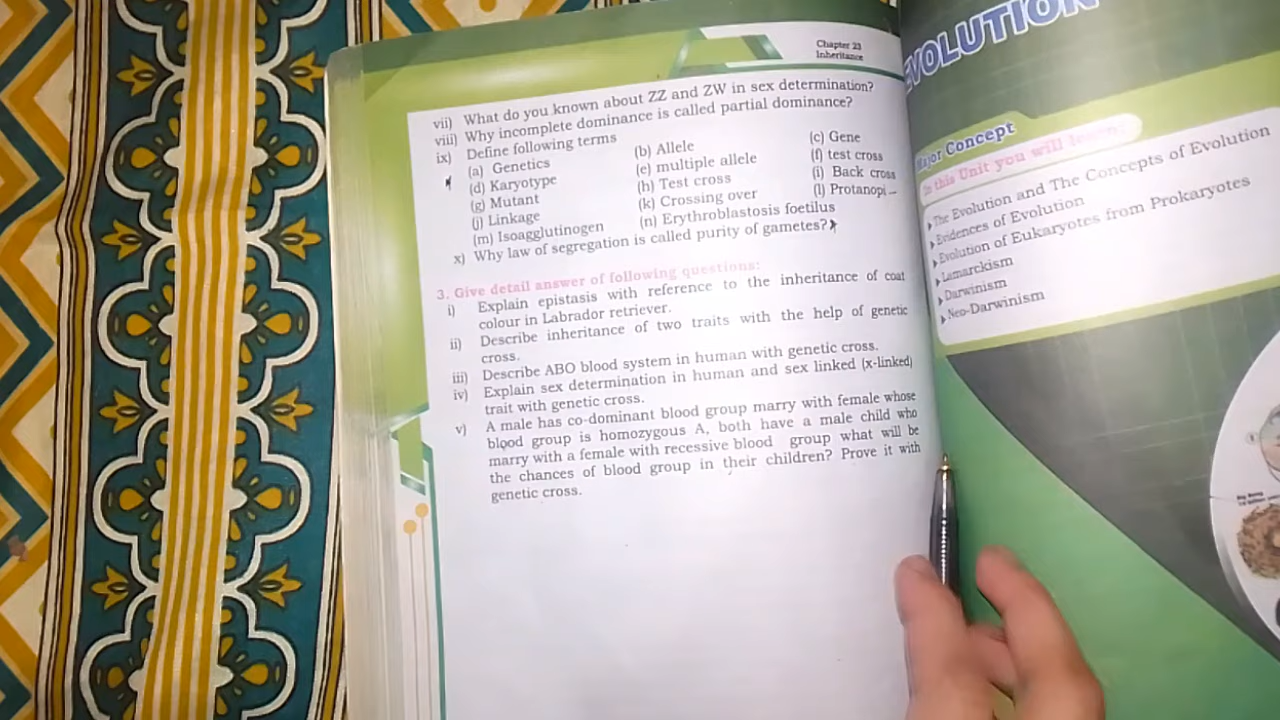 Chapter 23
Inheritance
vii) What do you known about ZZ and ZW in sex determination?
viii) Why incomplete dominance is called partial dominance?
ix) Define following terms
(a) Genetics (b) Allele (c) Gene
(d) Karyotype (e) multiple allele (f) test cross
(g) Mutant (h) Test cross (i) Back cross
(j) Linkage (k) Crossing over (l) Protanopi
(m) Isoagglutinogen (n) Erythroblastosis foetilus
x) Why law of segregation is called purity of gametes?
3. Give detail answer of following questions:
i) Explain epistasis with reference to the inheritance of coat
colour in Labrador retriever.
ii) Describe inheritance of two traits with the help of genetic
cross.
iii) Describe ABO blood system in human with genetic cross.
iv) Explain sex determination in human and sex linked (x-linked)
trait with genetic cross.
v) A male has co-dominant blood group marry with female whose
blood group is homozygous A, both have a male child who
marry with a female with recessive blood group what will be
the chances of blood group in their children? Prove it with
genetic cross.
EVOLUTION
Major Concept
In this Unit you will learn
The Evolution and The Concepts of Evolution
Evidences of Evolution
Evolution of Eukaryotes from Prokaryotes
Lamarckism
Darwinism
Neo-Darwinism